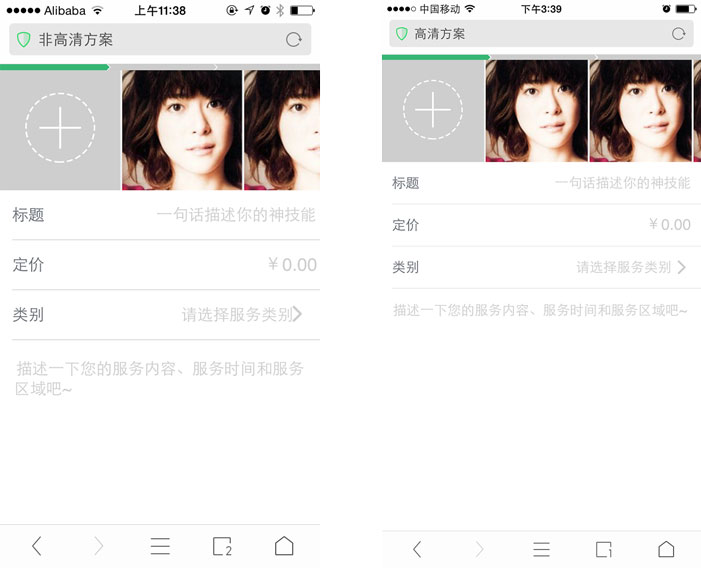 Alibaba 上午11:38
非高清方案
标题 一句话描述你的神技能
定价 ¥0.00
类别 请选择服务类别
描述一下您的服务内容、服务时间和服务
区域吧~
2
中国移动 下午3:39
高清方案
标题 一句话描述你的神技能
定价 ¥0.00
类别 请选择服务类别
描述一下您的服务内容、服务时间和服务区域吧~
1